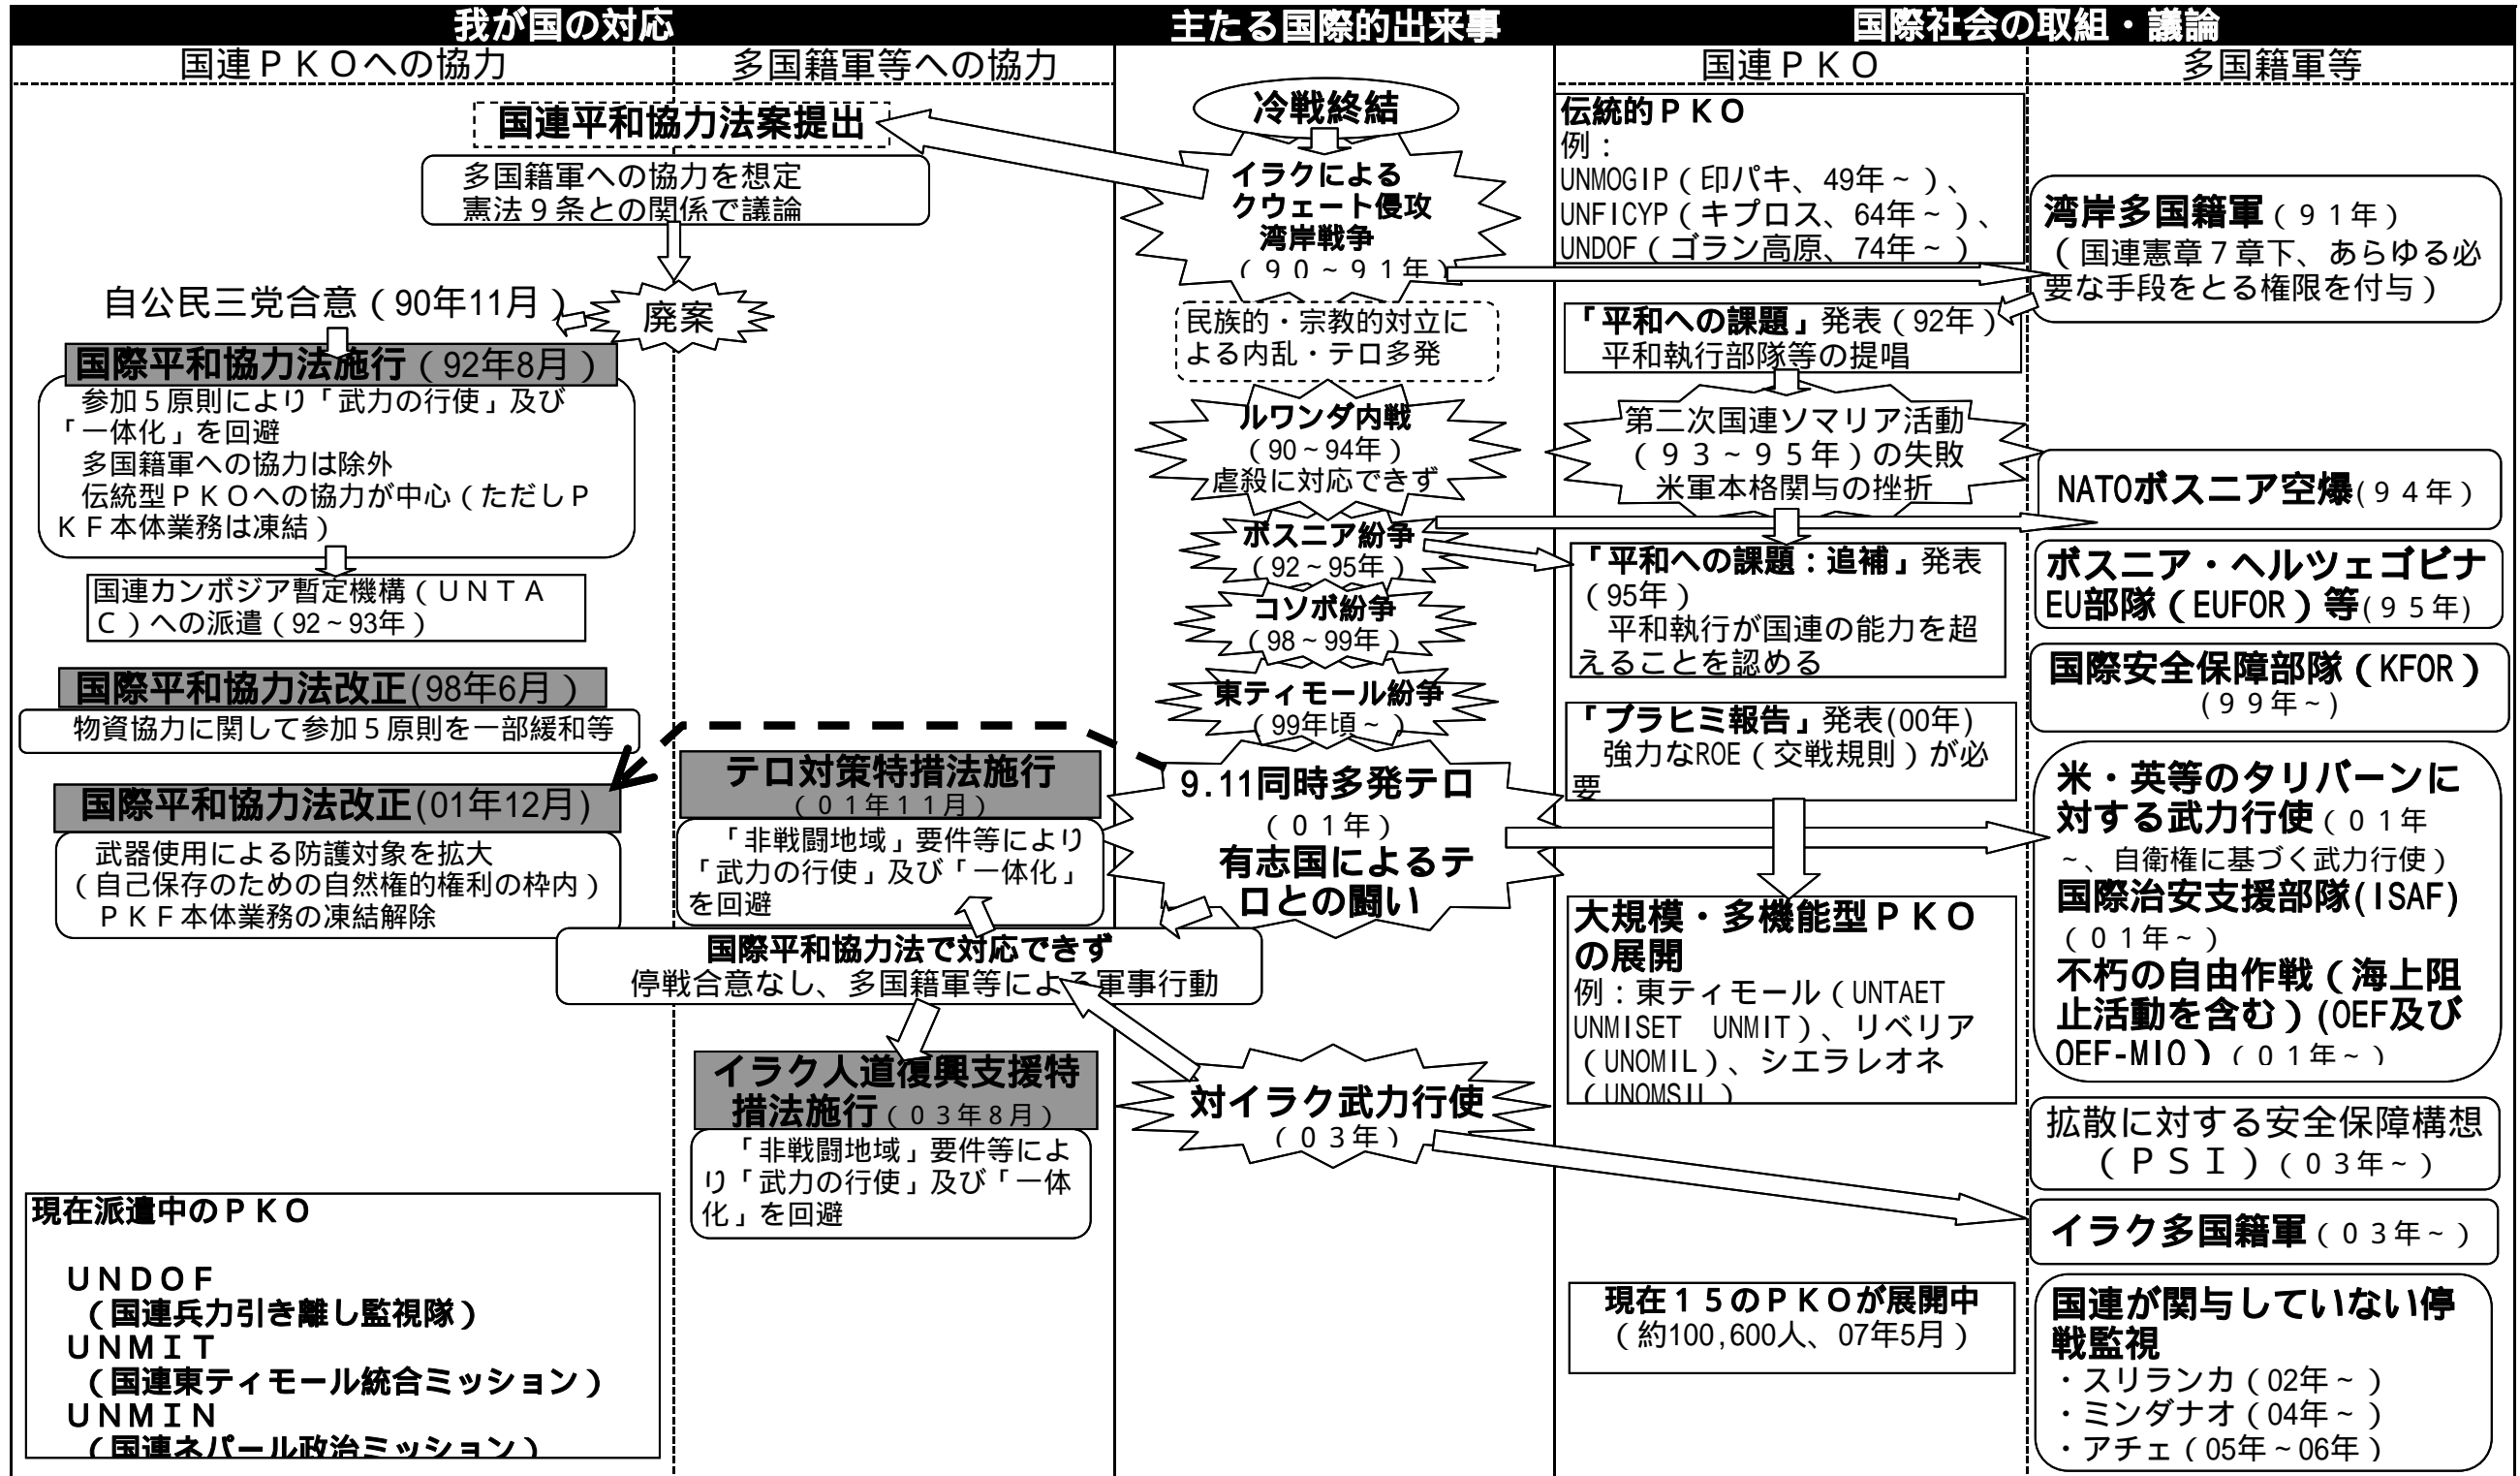 我が国の対応
主たる国際的出来事
国際社会の取組・議論
国連ＰＫＯへの協力
多国籍軍等への協力
国連ＰＫＯ
多国籍軍等
国連平和協力法案提出
多国籍軍への協力を想定
憲法９条との関係で議論
廃案
自公民三党合意（90年11月）
国際平和協力法施行（92年8月）
参加５原則により「武力の行使」及び
「一体化」を回避
多国籍軍への協力は除外
伝統型ＰＫＯへの協力が中心（ただしＰ
ＫＦ本体業務は凍結）
国連カンボジア暫定機構（ＵＮＴＡ
Ｃ）への派遣（92～93年）
国際平和協力法改正(98年6月）
物資協力に関して参加５原則を一部緩和等
国際平和協力法改正(01年12月)
武器使用による防護対象を拡大
（自己保存のための自然権的権利の枠内）
ＰＫＦ本体業務の凍結解除
テロ対策特措法施行
（０１年１１月）
「非戦闘地域」要件等により
「武力の行使」及び「一体化」
を回避
国際平和協力法で対応できず
停戦合意なし、多国籍軍等による軍事行動
イラク人道復興支援特
措法施行（０３年８月）
「非戦闘地域」要件等によ
り「武力の行使」及び「一体
化」を回避
現在派遣中のＰＫＯ
ＵＮＤＯＦ
（国連兵力引き離し監視隊）
ＵＮＭＩＴ
（国連東ティモール統合ミッション）
ＵＮＭＩＮ
（国連ネパール政治ミッション）
冷戦終結
イラクによる
クウェート侵攻
湾岸戦争
（９０～９１年）
民族的・宗教的対立に
よる内乱・テロ多発
ルワンダ内戦
（90～94年）
虐殺に対応できず
ボスニア紛争
（92～95年）
コソボ紛争
（98～99年）
東ティモール紛争
（99年頃～）
9.11同時多発テロ
（０１年）
有志国によるテ
ロとの闘い
対イラク武力行使
（０３年）
伝統的ＰＫＯ
例：
UNMOGIP（印パキ、49年～）、
UNFICYP（キプロス、64年～）、
UNDOF（ゴラン高原、74年～）
「平和への課題」発表（92年）
平和執行部隊等の提唱
第二次国連ソマリア活動
（９３～９５年）の失敗
米軍本格関与の挫折
「平和への課題：追補」発表
（95年）
平和執行が国連の能力を超
えることを認める
「ブラヒミ報告」発表(00年)
強力なROE（交戦規則）が必
要
大規模・多機能型ＰＫＯ
の展開
例：東ティモール（UNTAET
UNMISET　UNMIT）、リベリア
（UNOMIL）、シエラレオネ
（UNOMSIL）
現在１５のＰＫＯが展開中
（約100,600人、07年5月）
湾岸多国籍軍（９１年）
（国連憲章７章下、あらゆる必
要な手段をとる権限を付与）
NATOボスニア空爆(９４年）
ボスニア・ヘルツェゴビナ
EU部隊（EUFOR）等(９５年)
国際安全保障部隊（KFOR）
(９９年～)
米・英等のタリバーンに
対する武力行使（０１年
～、自衛権に基づく武力行使）
国際治安支援部隊(ISAF)
（０１年～）
不朽の自由作戦（海上阻
止活動を含む）(OEF及び
OEF-MIO）（０１年～）
拡散に対する安全保障構想
（ＰＳＩ）（０３年～）
イラク多国籍軍（０３年～）
国連が関与していない停
戦監視
・スリランカ（02年～）
・ミンダナオ（04年～）
・アチェ（05年～06年）